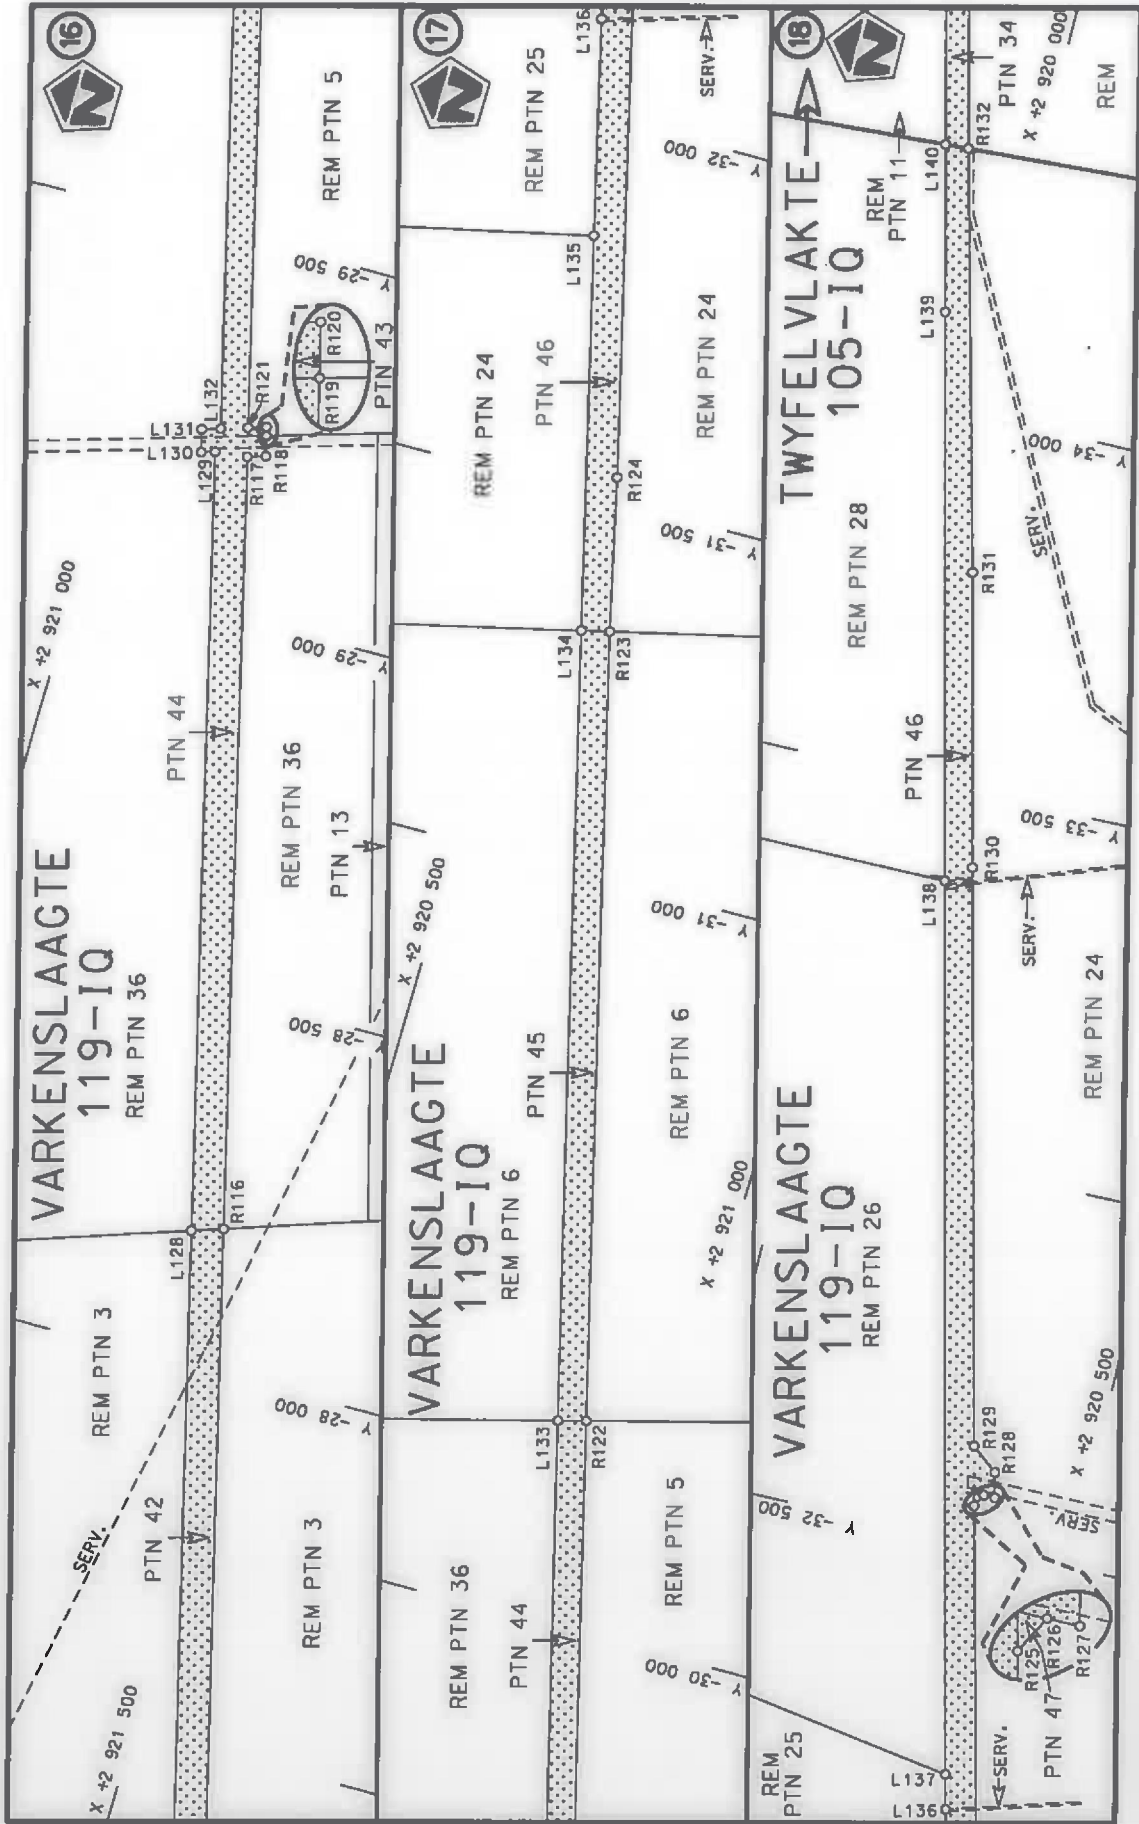 16
N
VARKENSLAAGTE
119-IQ
REM PTN 36
X +2 921 500
SERV.
REM PTN 3
PTN 42
REM PTN 3
L128
R116
Y -28 000
Y -28 500
X +2 921 000
PTN 44
REM PTN 36
PTN 13
Y -29 000
L129
L130
L131
L132
R117
R118
R121
R119
R120
PTN 43
Y -29 500
REM PTN 5
17
N
VARKENSLAAGTE
119-IQ
REM PTN 6
REM PTN 36
PTN 44
REM PTN 5
Y -30 000
L133
R122
X +2 920 500
PTN 45
REM PTN 6
X +2 921 000
Y -31 000
L134
R123
Y -31 500
R124
REM PTN 24
PTN 46
REM PTN 24
L135
Y -32 000
REM PTN 25
L136
SERV.
18
N
VARKENSLAAGTE
119-IQ
REM PTN 26
REM
PTN 25
L136
L137
SERV.
PTN 47
R125
R126
R127
Y -32 500
R129
R128
SERV.
X +2 920 500
REM PTN 24
L138
R130
SERV.
Y -33 500
PTN 46
REM PTN 28
R131
SERV.
Y -34 000
TWYFELVLAKTE
105-IQ
L139
REM
PTN 11
L140
R132
PTN 34
X +2 920 000
REM